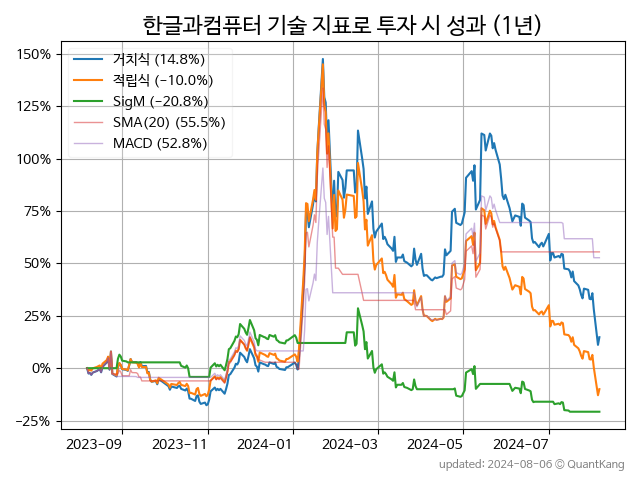 한글과컴퓨터 기술 지표로 투자 시 성과 (1년)
150%
125%
100%
75%
50%
25%
0%
−25%
거치식 (14.8%)
적립식 (−10.0%)
SigM (−20.8%)
SMA(20) (55.5%)
MACD (52.8%)
2023-09 2023-11 2024-01 2024-03 2024-05 2024-07
updated: 2024-08-06 © QuantKang